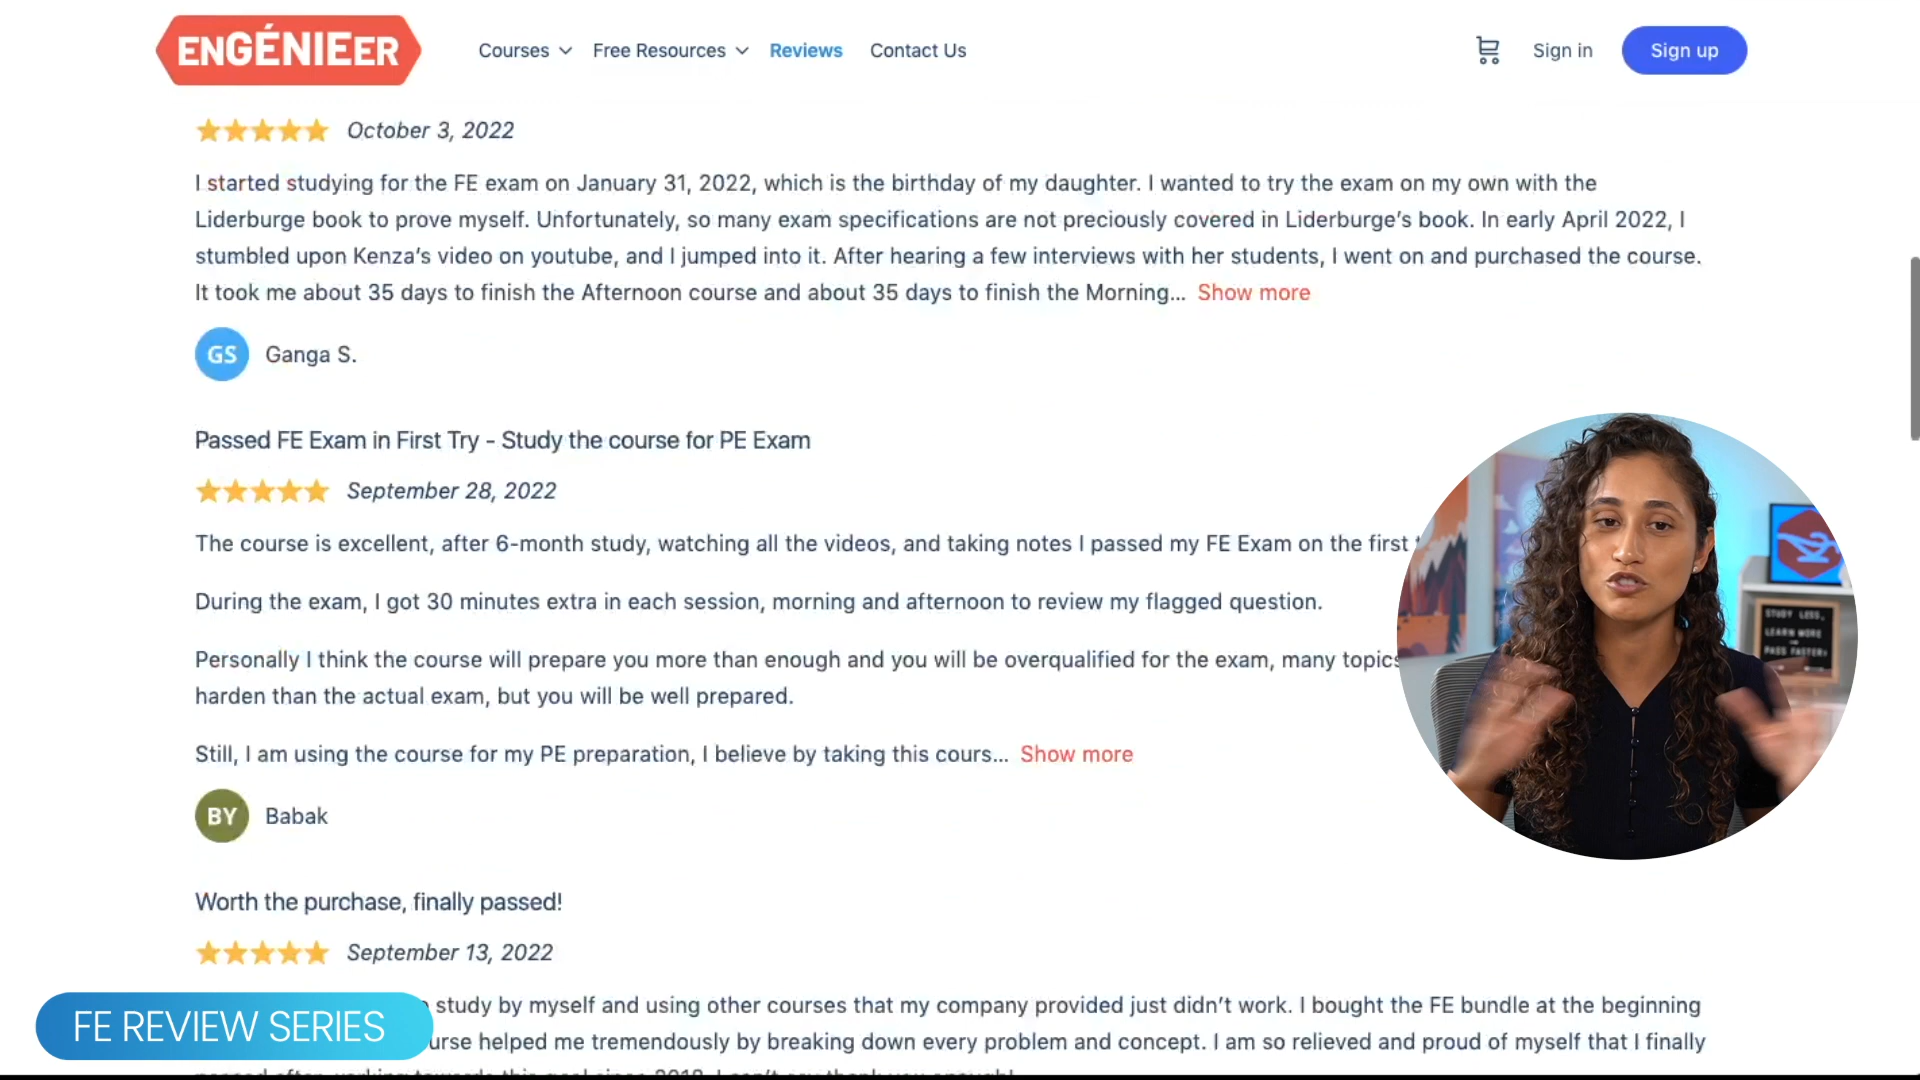 ENGÉNIEER
Courses Free Resources Reviews Contact Us Sign in Sign up
October 3, 2022
I started studying for the FE exam on January 31, 2022, which is the birthday of my daughter. I wanted to try the exam on my own with the
Liderburge book to prove myself. Unfortunately, so many exam specifications are not preciously covered in Liderburge's book. In early April 2022, I
stumbled upon Kenza's video on youtube, and I jumped into it. After hearing a few interviews with her students, I went on and purchased the course.
It took me about 35 days to finish the Afternoon course and about 35 days to finish the Morning... Show more
GS Ganga S.
Passed FE Exam in First Try - Study the course for PE Exam
September 28, 2022
The course is excellent, after 6-month study, watching all the videos, and taking notes I passed my FE Exam on the first
During the exam, I got 30 minutes extra in each session, morning and afternoon to review my flagged question.
Personally I think the course will prepare you more than enough and you will be overqualified for the exam, many topics
harden than the actual exam, but you will be well prepared.
Still, I am using the course for my PE preparation, I believe by taking this cours... Show more
BY Babak
STUDY LESS,
LEARN MORE
PASS FASTER!
Worth the purchase, finally passed!
September 13, 2022
study by myself and using other courses that my company provided just didn't work. I bought the FE bundle at the beginning
FE REVIEW SERIES
urse helped me tremendously by breaking down every problem and concept. I am so relieved and proud of myself that I finally